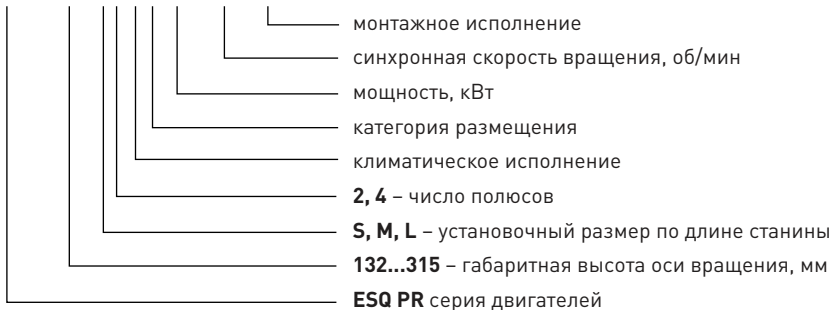 монтажное исполнение
синхронная скорость вращения, об/мин
мощность, кВт
категория размещения
климатическое исполнение
2, 4 – число полюсов
S, M, L – установочный размер по длине станины
132...315 – габаритная высота оси вращения, мм
ESQ PR серия двигателей